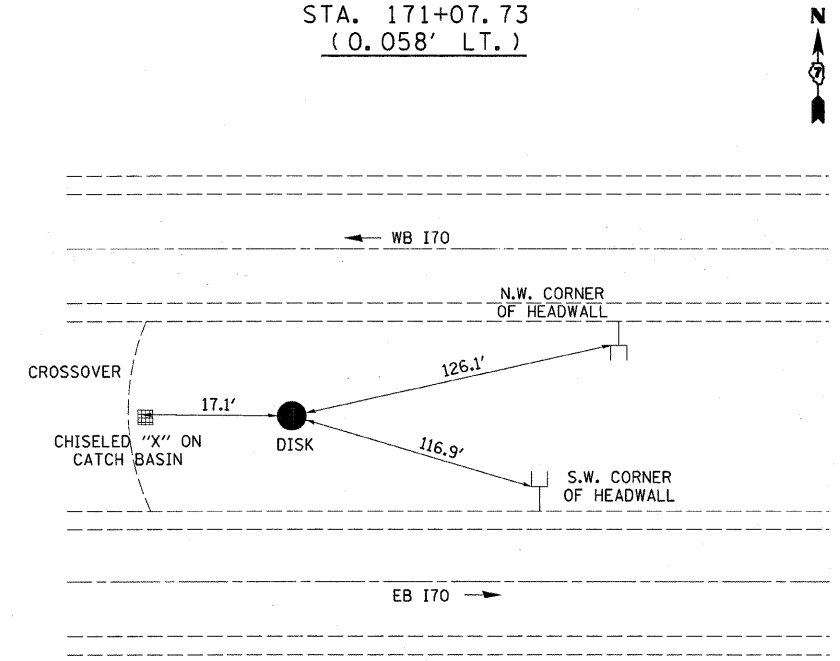 STA. 171+07.73
(0.058' LT.)
N
7
WB I70
N.W. CORNER
OF HEADWALL
CROSSOVER
126.1'
17.1'
CHISELED "X" ON
CATCH BASIN
DISK
116.9'
S.W. CORNER
OF HEADWALL
EB I70